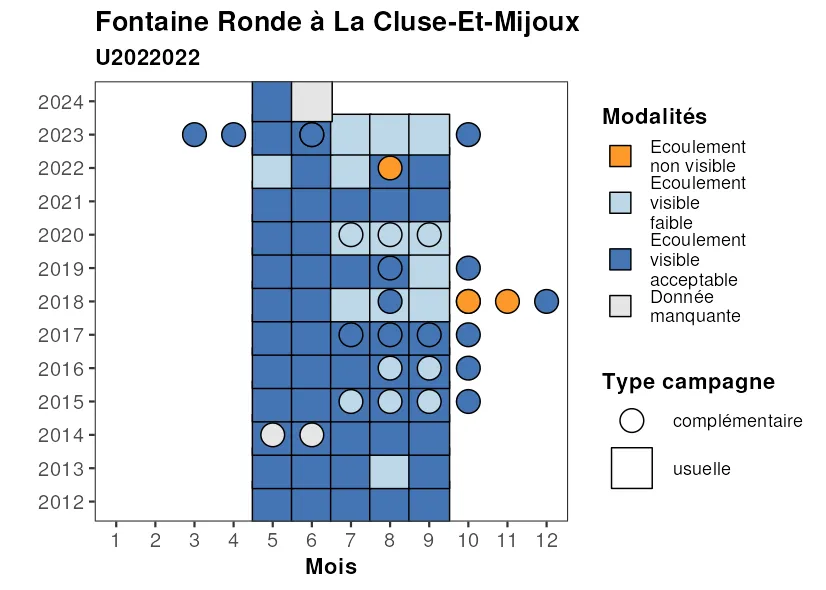 Fontaine Ronde à La Cluse-Et-Mijoux
U2022022
2024
2023
2022
2021
2020
2019
2018
2017
2016
2015
2014
2013
2012
1 2 3 4 5 6 7 8 9 10 11 12
Mois
Modalités
Ecoulement
non visible
Ecoulement
visible
faible
Ecoulement
visible
acceptable
Donnée
manquante
Type campagne
complémentaire
usuelle